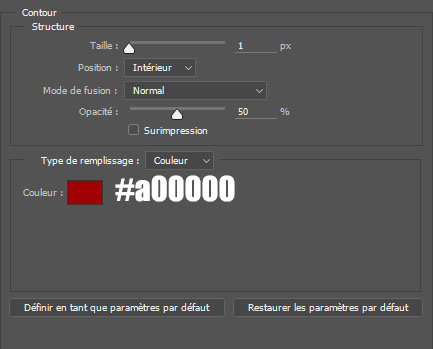 Contour
Structure
Taille : 1 px
Position : Intérieur
Mode de fusion : Normal
Opacité : 50 %
Surimpression
Type de remplissage : Couleur
Couleur : #a00000
Définir en tant que paramètres par défaut Restaurer les paramètres par défaut